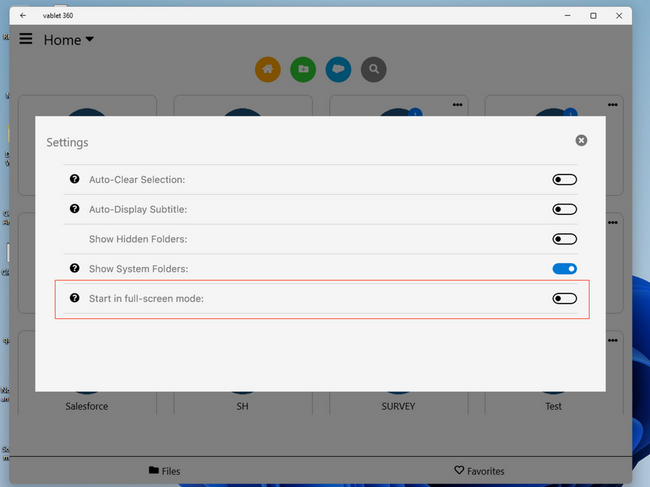 vablet 360
Home
Settings
Auto-Clear Selection:
Auto-Display Subtitle:
Show Hidden Folders:
Show System Folders:
Start in full-screen mode:
Salesforce
SH
SURVEY
Test
Files
Favorites